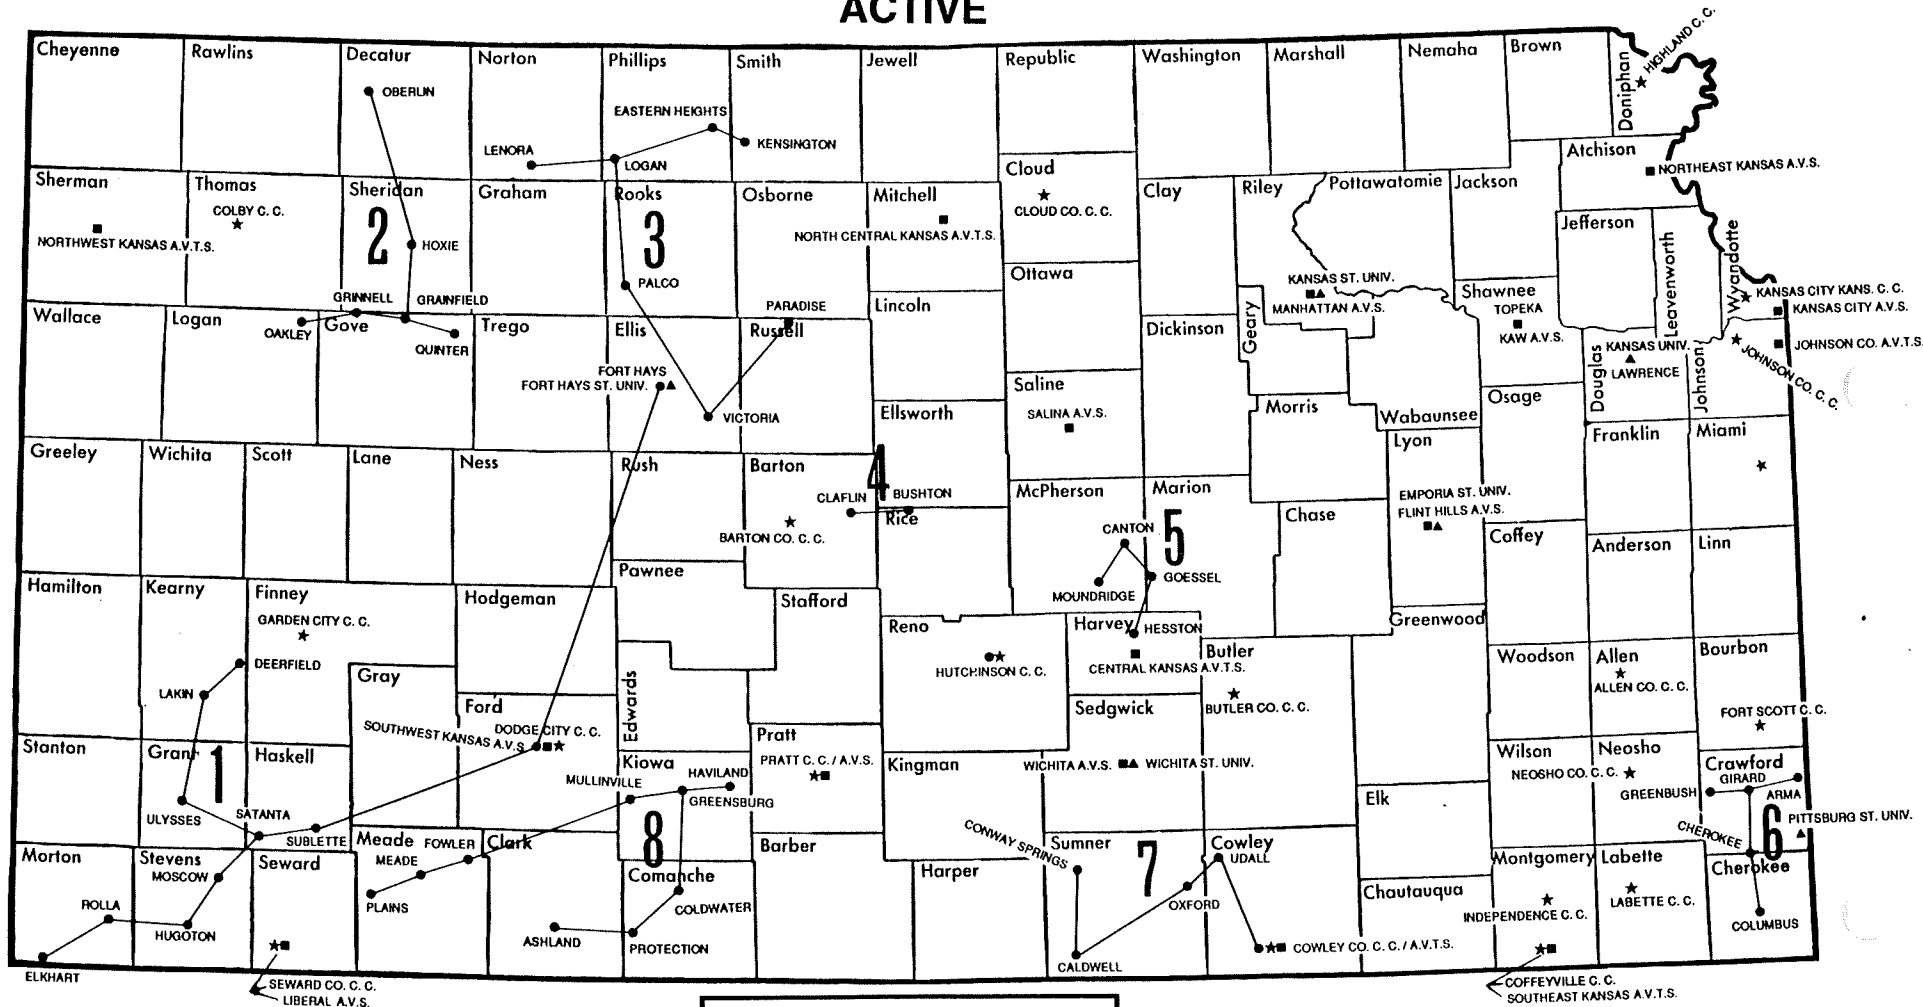 ACTIVE
HIGHLAND C. C.
Cheyenne
Rawlins
Decatur
Norton
Phillips
Smith
Jewell
Republic
Washington
Marshall
Nemaha
Brown
Doniphan
OBERLIN
EASTERN HEIGHTS
KENSINGTON
LENORA
LOGAN
Atchison
NORTHEAST KANSAS A.V.S.
Sherman
Thomas
COLBY C. C.
Sheridan
Graham
Rooks
Osborne
Mitchell
Cloud
CLOUD CO. C. C.
Clay
Riley
Pottawatomie
Jackson
NORTHWEST KANSAS A.V.T.S.
2
HOXIE
3
NORTH CENTRAL KANSAS A.V.T.S.
Jefferson
Leavenworth
Wyandotte
Ottawa
PALCO
KANSAS ST. UNIV.
MANHATTAN A.V.S.
Shawnee
TOPEKA
KAW A.V.S.
KANSAS CITY KANS. C. C.
KANSAS CITY A.V.S.
GRINNELL
GRAINFIELD
PARADISE
Lincoln
Wallace
Logan
OAKLEY
Gove
QUINTER
Trego
Ellis
Russell
Dickinson
Geary
Douglas
KANSAS UNIV.
LAWRENCE
Johnson
JOHNSON CO. A.V.T.S.
JOHNSON CO. C. C.
FORT HAYS
FORT HAYS ST. UNIV.
VICTORIA
Saline
SALINA A.V.S.
Ellsworth
Morris
Wabaunsee
Osage
Franklin
Miami
Greeley
Wichita
Scott
Lane
Ness
Rush
Barton
4
CLAFLIN
BUSHTON
Rice
BARTON CO. C. C.
McPherson
Marion
CANTON
5
GOESSEL
MOUNDRIDGE
Chase
Lyon
EMPORIA ST. UNIV.
FLINT HILLS A.V.S.
Coffey
Anderson
Linn
Hamilton
Kearny
Finney
GARDEN CITY C. C.
Hodgeman
Pawnee
Stafford
DEERFIELD
LAKIN
Gray
Edwards
Reno
HUTCHINSON C. C.
Harvey
HESSTON
CENTRAL KANSAS A.V.T.S.
Butler
BUTLER CO. C. C.
Greenwood
Woodson
Allen
ALLEN CO. C. C.
Bourbon
FORT SCOTT C. C.
Stanton
Grant
1
Haskell
Ford
DODGE CITY C. C.
SOUTHWEST KANSAS A.V.S.
Kiowa
MULLINVILLE
HAVILAND
GREENSBURG
Pratt
PRATT C. C. / A.V.S.
Kingman
Sedgwick
WICHITA A.V.S.
WICHITA ST. UNIV.
Elk
Wilson
Neosho
NEOSHO CO. C. C.
Crawford
GIRARD
GREENBUSH
ARMA
ULYSSES
SATANTA
SUBLETTE
Meade
FOWLER
MEADE
PLAINS
Clark
8
Barber
CONWAY SPRINGS
Sumner
7
Cowley
UDALL
OXFORD
CHEROKEE
6
PITTSBURG ST. UNIV.
Morton
Stevens
MOSCOW
Seward
ROLLA
HUGOTON
ELKHART
SEWARD CO. C. C.
LIBERAL A.V.S.
ASHLAND
Comanche
COLDWATER
PROTECTION
Harper
CALDWELL
COWLEY CO. C. C. / A.V.T.S.
Chautauqua
Montgomery
INDEPENDENCE C. C.
COFFEYVILLE C. C.
SOUTHEAST KANSAS A.V.T.S.
Labette
LABETTE C. C.
Cherokee
COLUMBUS